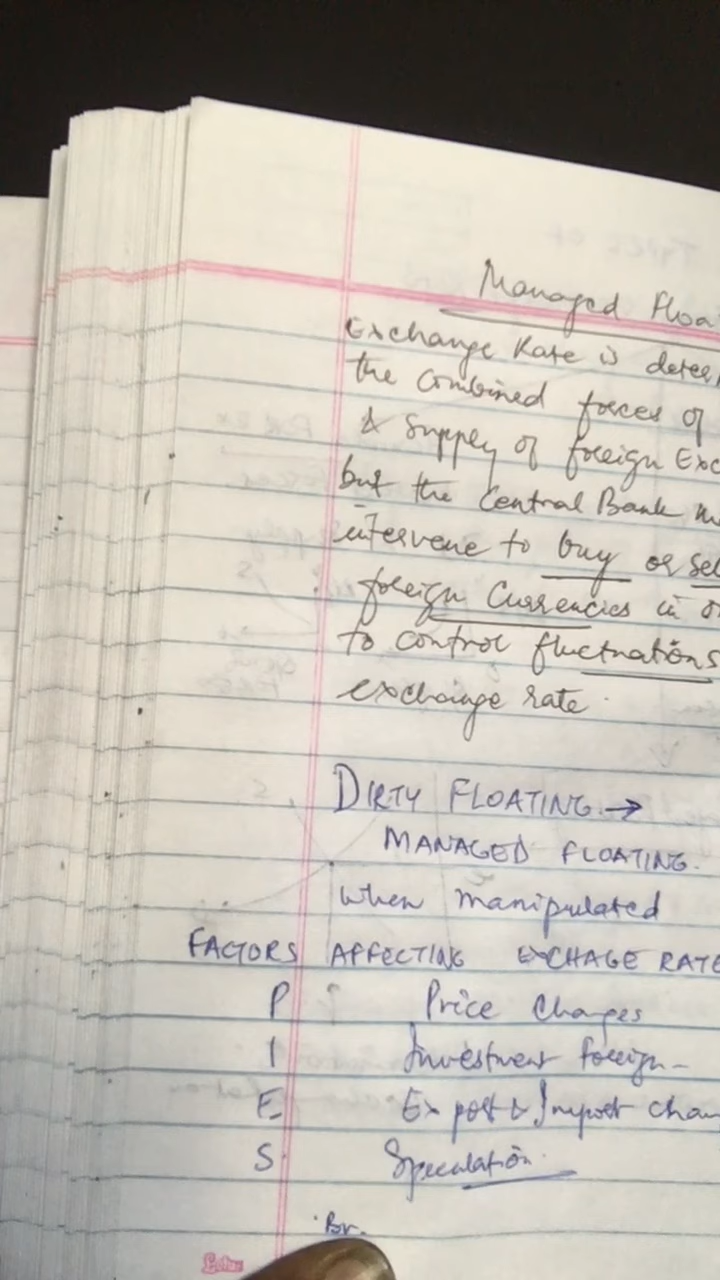 Managed Floa
Exchange Rate is deter
the Combined forces of
& Supply of foreign Exc
but the Central Bank m
intervene to buy or sel
foreign Currencies in o
to control fluctnations
exchange rate.
DIRTY FLOATING →
MANAGED FLOATING.
When manipulated
FACTORS AFFECTING EXCHAGE RATE
P Price Changes
I Investment foreign-
E Export & Import chan
S Speculation.
Lotus